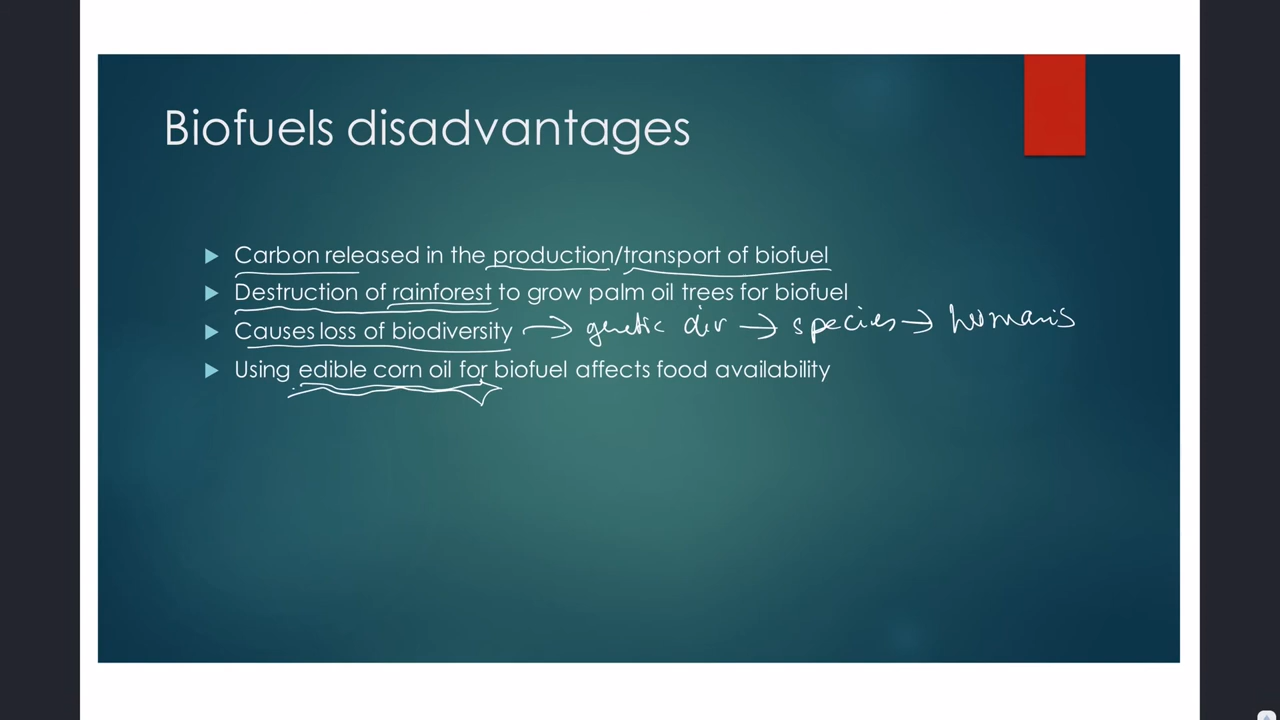 Biofuels disadvantages
Carbon released in the production/transport of biofuel
Destruction of rainforest to grow palm oil trees for biofuel
Causes loss of biodiversity → genetic div → species → humans
Using edible corn oil for biofuel affects food availability